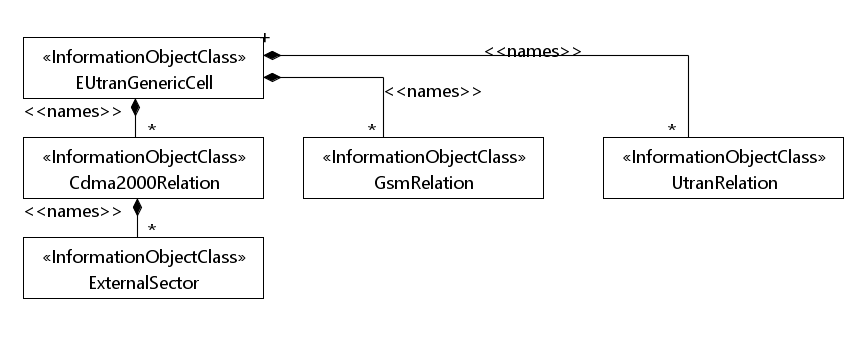 +
«InformationObjectClass»
EUtranGenericCell
<<names>>
<<names>>
<<names>>
*
*
*
«InformationObjectClass»
Cdma2000Relation
«InformationObjectClass»
GsmRelation
«InformationObjectClass»
UtranRelation
<<names>>
*
«InformationObjectClass»
ExternalSector